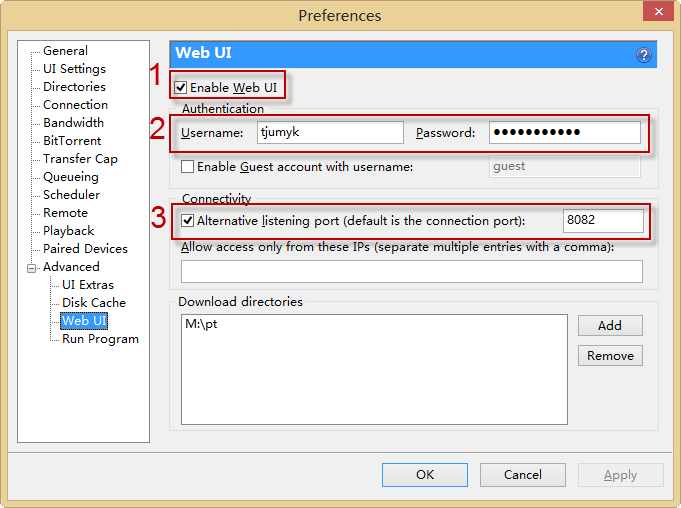 Preferences
General
UI Settings
Directories
Connection
Bandwidth
BitTorrent
Transfer Cap
Queueing
Scheduler
Remote
Playback
Paired Devices
Advanced
UI Extras
Disk Cache
Web UI
Run Program
Web UI
1
Enable Web UI
Authentication
2
Username: tjumyk Password: ●●●●●●●●●●●
Enable Guest account with username: guest
Connectivity
3
Alternative listening port (default is the connection port): 8082
Allow access only from these IPs (separate multiple entries with a comma):
Download directories
M:\pt
Add
Remove
OK Cancel Apply